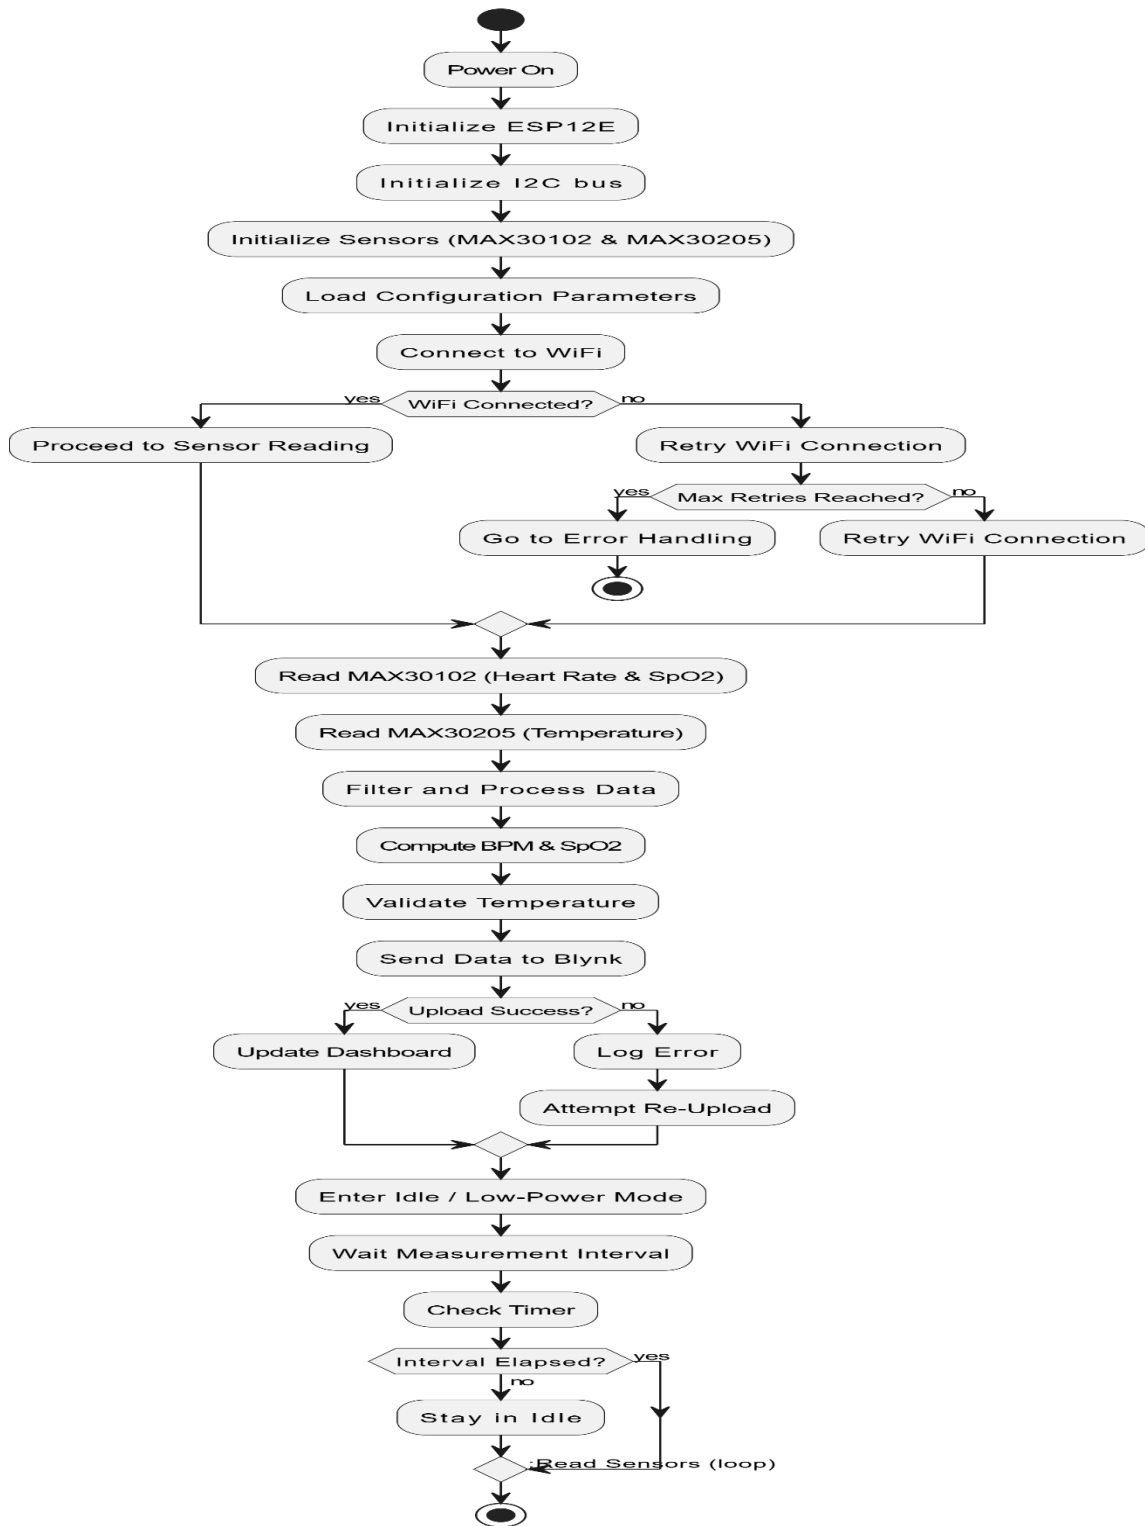 Power On
Initialize ESP12E
Initialize I2C bus
Initialize Sensors (MAX30102 & MAX30205)
Load Configuration Parameters
Connect to WiFi
yes
WiFi Connected?
no
Proceed to Sensor Reading
Retry WiFi Connection
yes
Max Retries Reached?
no
Go to Error Handling
Retry WiFi Connection
Read MAX30102 (Heart Rate & SpO2)
Read MAX30205 (Temperature)
Filter and Process Data
Compute BPM & SpO2
Validate Temperature
Send Data to Blynk
yes
Upload Success?
no
Update Dashboard
Log Error
Attempt Re-Upload
Enter Idle / Low-Power Mode
Wait Measurement Interval
Check Timer
Interval Elapsed?
yes
no
Stay in Idle
:Read Sensors (loop)